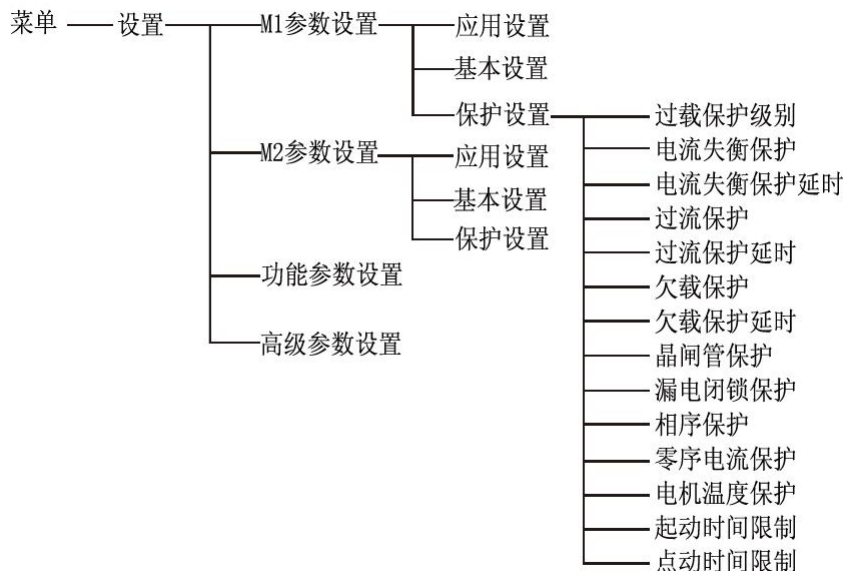 菜单
设置
M1参数设置
应用设置
基本设置
保护设置
过载保护级别
电流失衡保护
电流失衡保护延时
过流保护
过流保护延时
欠载保护
欠载保护延时
晶闸管保护
漏电闭锁保护
相序保护
零序电流保护
电机温度保护
起动时间限制
点动时间限制
M2参数设置
应用设置
基本设置
保护设置
功能参数设置
高级参数设置